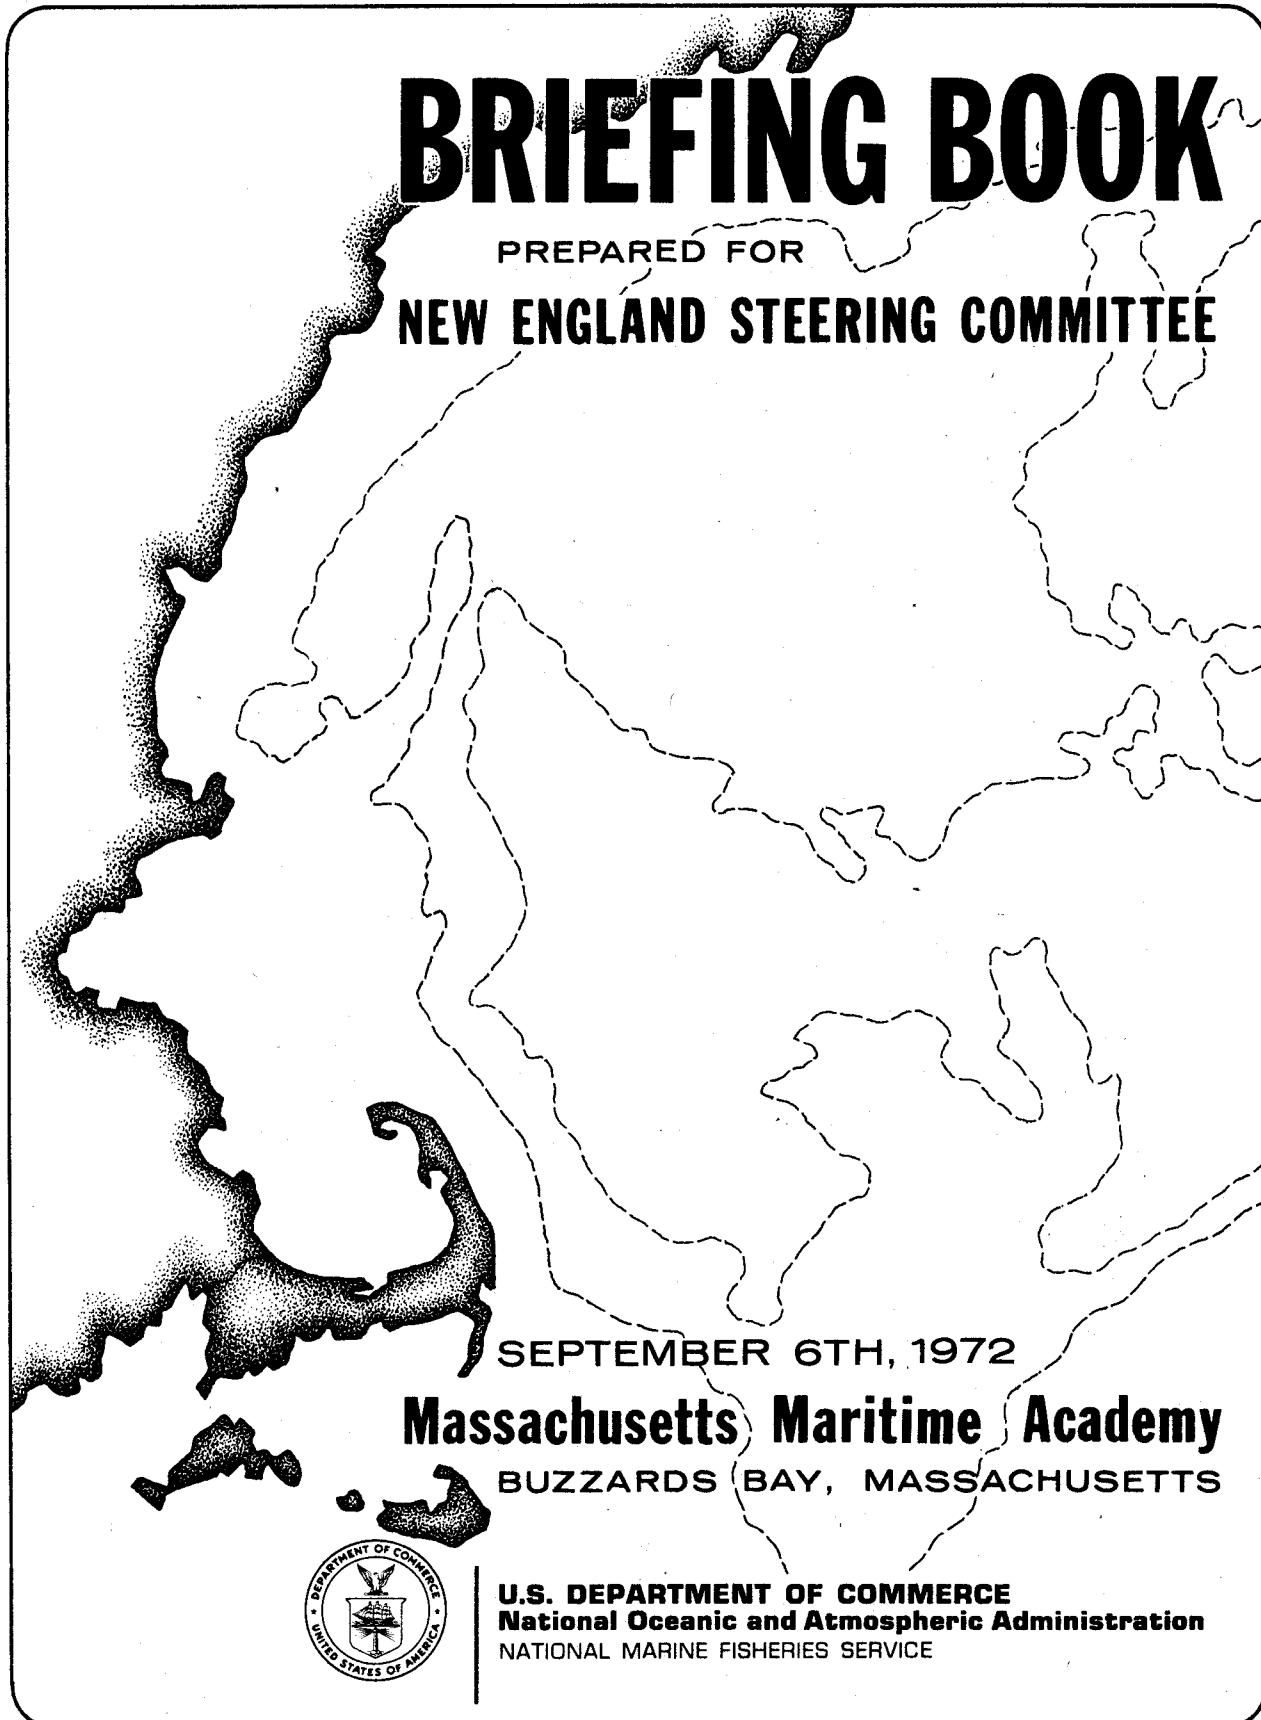 BRIEFING BOOK
PREPARED FOR
NEW ENGLAND STEERING COMMITTEE
SEPTEMBER 6TH, 1972
Massachusetts Maritime Academy
BUZZARDS BAY, MASSACHUSETTS
DEPARTMENT OF COMMERCE
UNITED STATES OF AMERICA
U.S. DEPARTMENT OF COMMERCE
National Oceanic and Atmospheric Administration
NATIONAL MARINE FISHERIES SERVICE